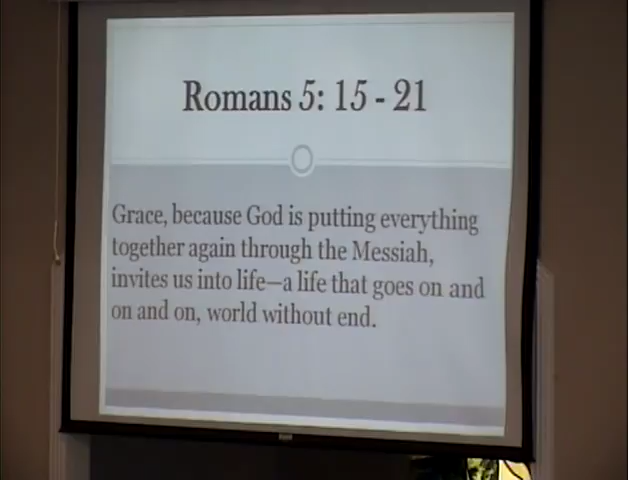 Romans 5: 15 - 21
Grace, because God is putting everything
together again through the Messiah,
invites us into life—a life that goes on and
on and on, world without end.